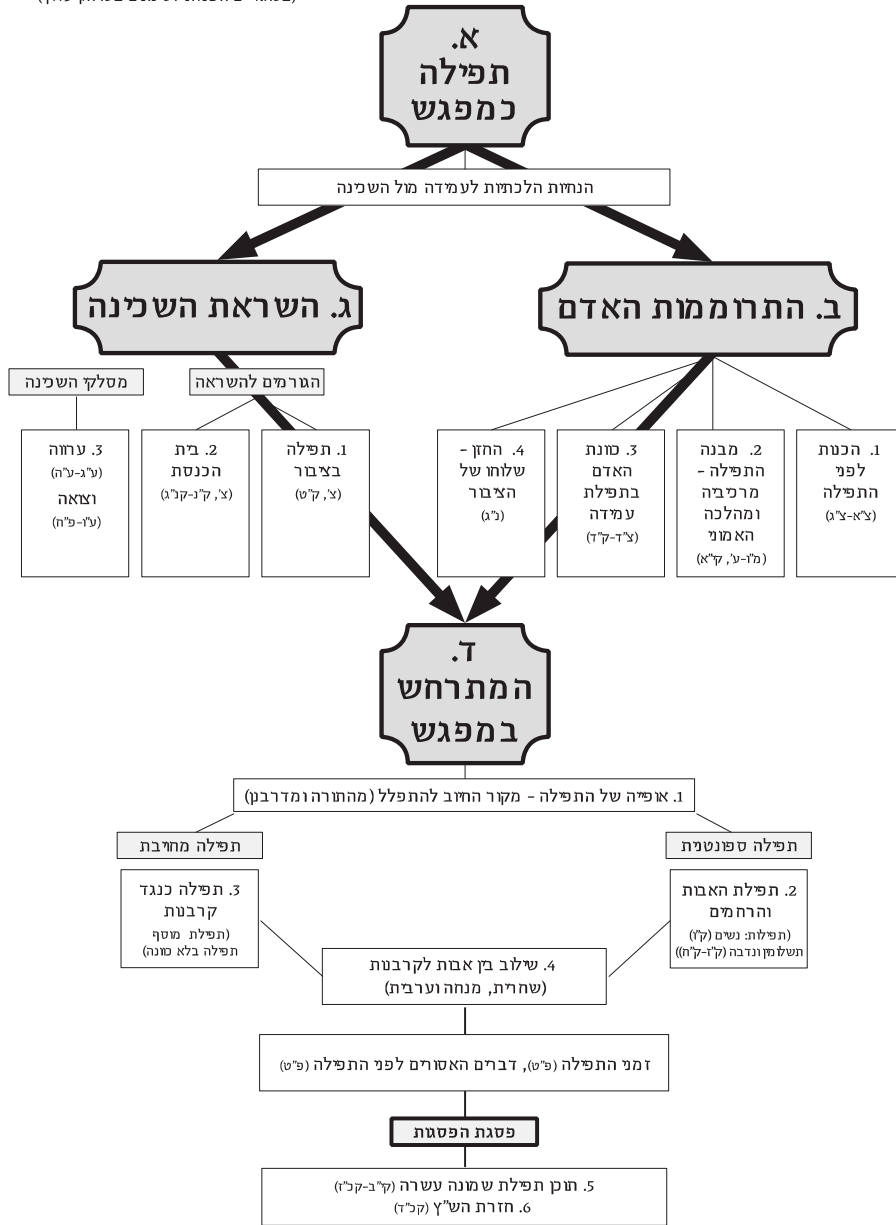 א.
תפילה
כמפגש
הנחיות הלכתיות לעמידה מול השכינה
ב. התרוממות האדם
ג. השראת השכינה
הגורמים להשראה
מסלקי השכינה
1. הכנות
לפני
התפילה
(צ"א-צ"ג)
2. מבנה
התפילה -
מרכיביה
ומהלכה
האמוני
(מ"ו-ע', קי"א)
3. כוונת
האדם
בתפילת
עמידה
(צ"ד-ק"ד)
4. החזן -
שלוחו של
הציבור
(נ"ג)
1. תפילה
בציבור
(צ', ק"ט)
2. בית
הכנסת
(צ', ק"נ-קנ"ג)
3. ערווה
(ע"ג-ע"ה)
וצואה
(ע"ו-פ"ח)
ד.
המתרחש
במפגש
1. אופייה של התפילה - מקור החיוב להתפלל (מהתורה ומדרבנן)
תפילה ספונטנית
תפילה מחויבת
2. תפילת האבות
והרחמים
(תפילות: נשים (ק"ו)
תשלומין ונדבה (ק"ז-ק"ח))
3. תפילה כנגד
קרבנות
(תפילת מוסף
תפילה בלא כוונה)
4. שילוב בין אבות לקרבנות
(שחרית, מנחה וערבית)
זמני התפילה (פ"ט), דברים האסורים לפני התפילה (פ"ט)
פסגת הפסגות
5. תוכן תפילת שמונה עשרה (קי"ב-קכ"ז)
6. חזרת הש"ץ (קכ"ד)